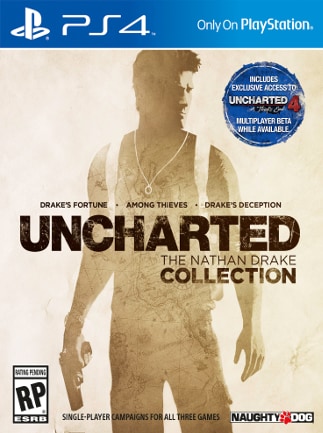 PS4
Only On PlayStation®
INCLUDES
EXCLUSIVE ACCESS TO
UNCHARTED 4
A Thief's End
MULTIPLAYER BETA
WHILE AVAILABLE
DRAKE'S FORTUNE • AMONG THIEVES • DRAKE'S DECEPTION
UNCHARTED
THE NATHAN DRAKE
COLLECTION
RATING PENDING
RP
ESRB
SINGLE-PLAYER CAMPAIGNS FOR ALL THREE GAMES
NAUGHTY DOG